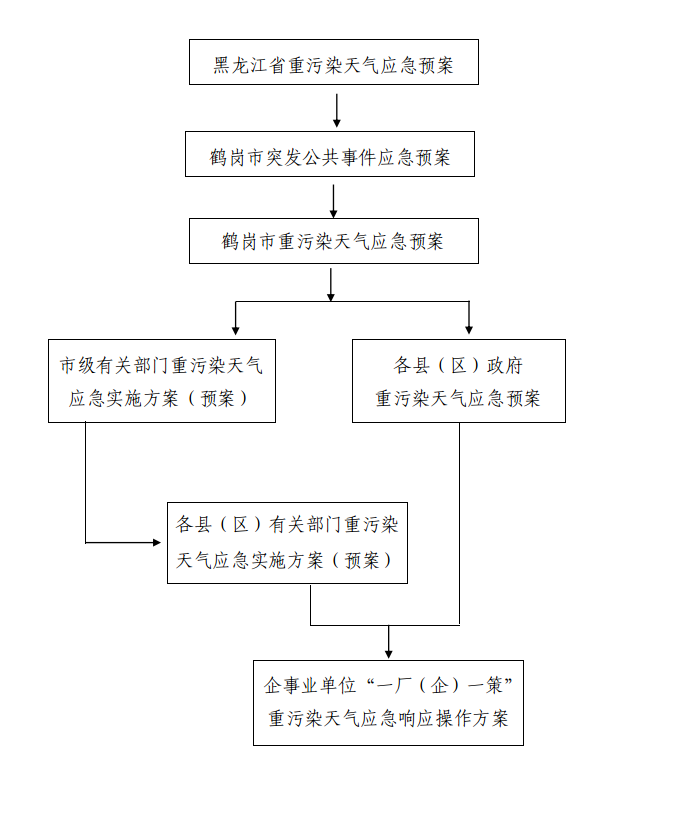 黑龙江省重污染天气应急预案
鹤岗市突发公共事件应急预案
鹤岗市重污染天气应急预案
市级有关部门重污染天气
应急实施方案（预案）
各县（区）政府
重污染天气应急预案
各县（区）有关部门重污染
天气应急实施方案（预案）
企事业单位“一厂（企）一策”
重污染天气应急响应操作方案